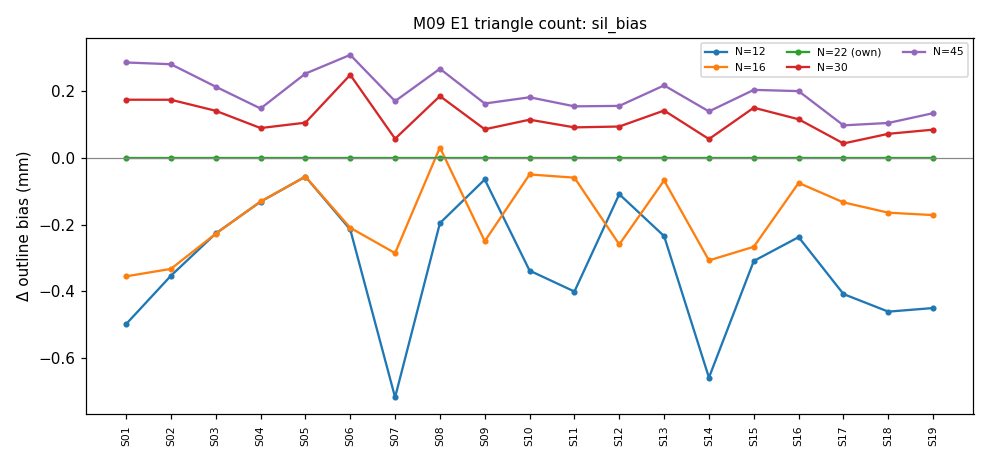 M09 E1 triangle count: sil_bias
N=12 N=22 (own) N=45
N=16 N=30
Δ outline bias (mm)
0.2
0.0
−0.2
−0.4
−0.6
S01 S02 S03 S04 S05 S06 S07 S08 S09 S10 S11 S12 S13 S14 S15 S16 S17 S18 S19